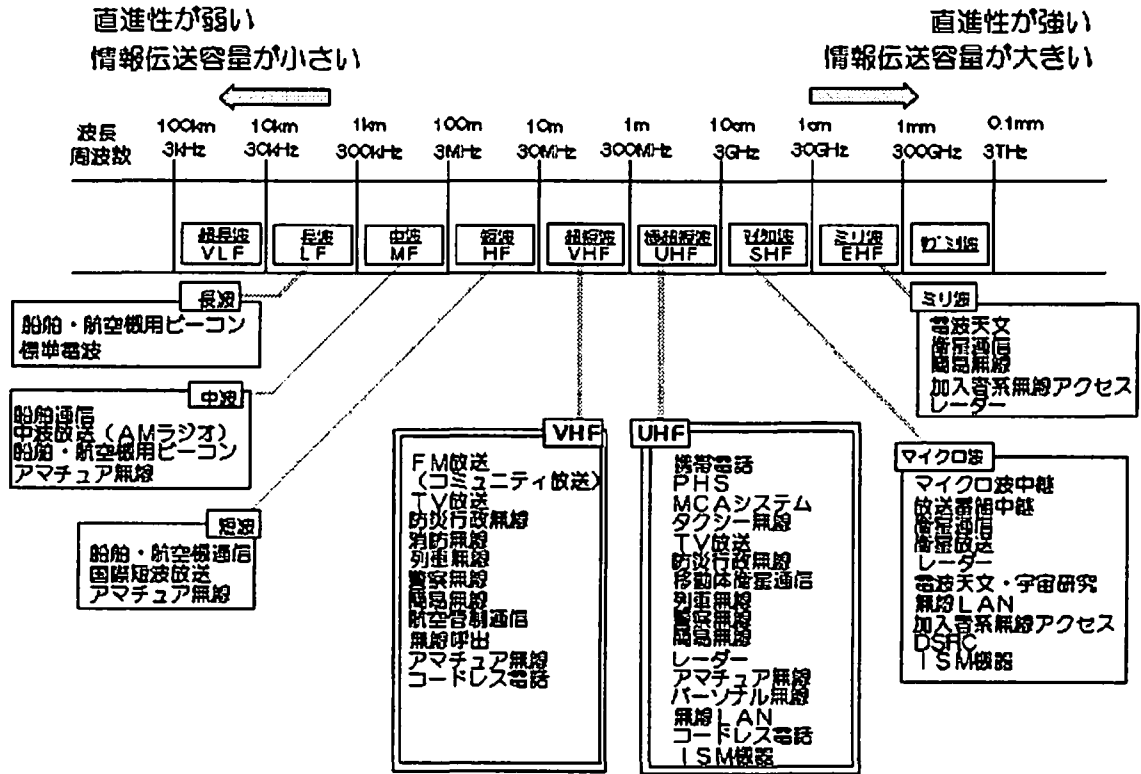 直進性が弱い
情報伝送容量が小さい
直進性が強い
情報伝送容量が大きい
波長 100km 10km 1km 100m 10m 1m 10cm 1cm 1mm 0.1mm
周波数 3kHz 30kHz 300kHz 3MHz 30MHz 300MHz 3GHz 30GHz 300GHz 3THz
超長波
VLF
長波
LF
中波
MF
短波
HF
超短波
VHF
極超短波
UHF
マイクロ波
SHF
ミリ波
EHF
サブミリ波
長波
船舶・航空機用ビーコン
標準電波
中波
船舶通信
中波放送(AMラジオ)
船舶・航空機用ビーコン
アマチュア無線
短波
船舶・航空機通信
国際短波放送
アマチュア無線
VHF
FM放送
(コミュニティ放送)
TV放送
防災行政無線
消防無線
列車無線
警察無線
簡易無線
航空管制通信
無線呼出
アマチュア無線
コードレス電話
UHF
携帯電話
PHS
MCAシステム
タクシー無線
TV放送
防災行政無線
移動体衛星通信
列車無線
警察無線
簡易無線
レーダー
アマチュア無線
パーソナル無線
無線LAN
コードレス電話
ISM機器
ミリ波
電波天文
衛星通信
簡易無線
加入者系無線アクセス
レーダー
マイクロ波
マイクロ波中継
放送番組中継
衛星通信
衛星放送
レーダー
電波天文・宇宙研究
無線LAN
加入者系無線アクセス
DSRC
ISM機器